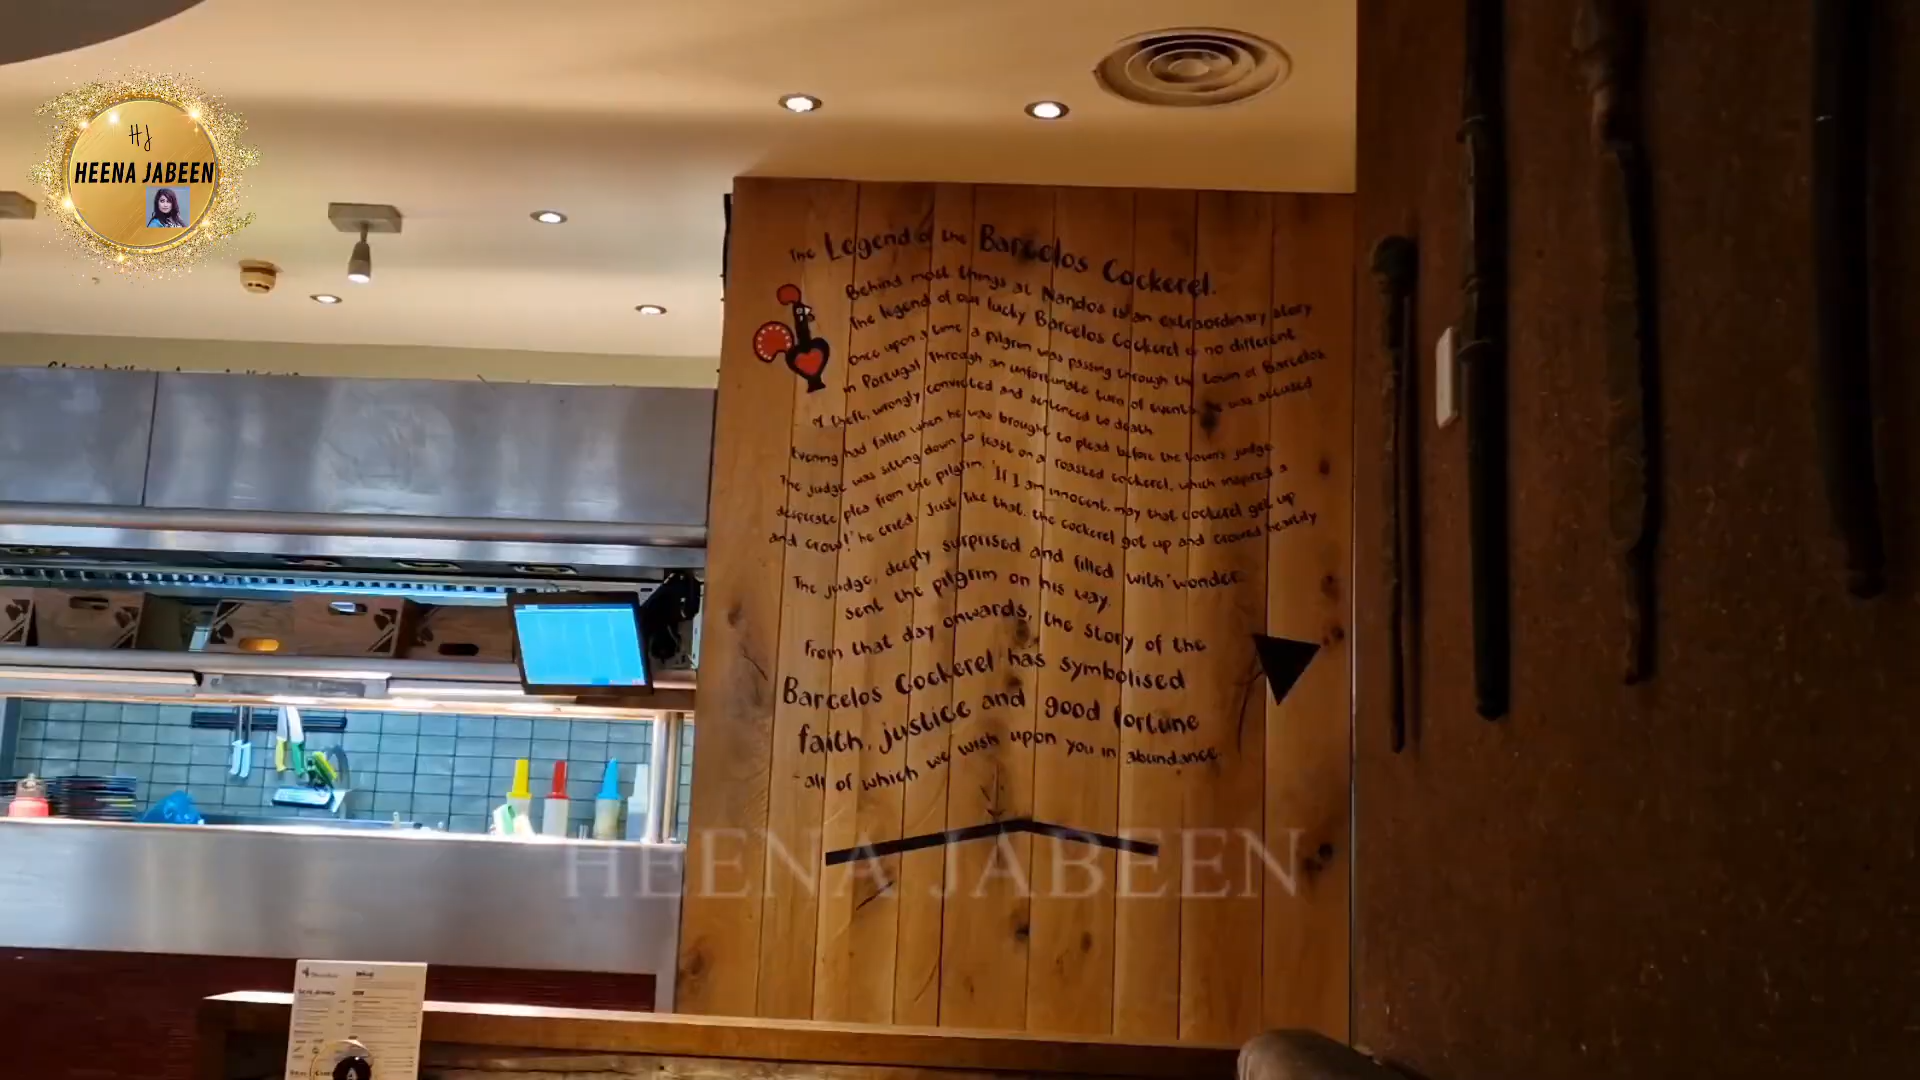 HJ
HEENA JABEEN
The Legend of the Barcelos Cockerel.
Behind most things at Nando's is an extraordinary story
The legend of our lucky Barcelos Cockerel is no different
Once upon a time a pilgrim was passing through the town of Barcelos
in Portugal. Through an unfortunate turn of events, he was accused
of theft, wrongly convicted and sentenced to death
Evening had fallen when he was brought to plead before the town's judge
The judge was sitting down to feast on a roasted cockerel, which inspired a
desperate plea from the pilgrim. 'If I am innocent, may that cockerel get up
and crow!' he cried. Just like that, the cockerel got up and crowed heartily
The judge, deeply surprised and filled with wonder,
sent the pilgrim on his way.
From that day onwards, the story of the
Barcelos Cockerel has symbolised
faith, justice and good fortune
- all of which we wish upon you in abundance.
HEENA JABEEN